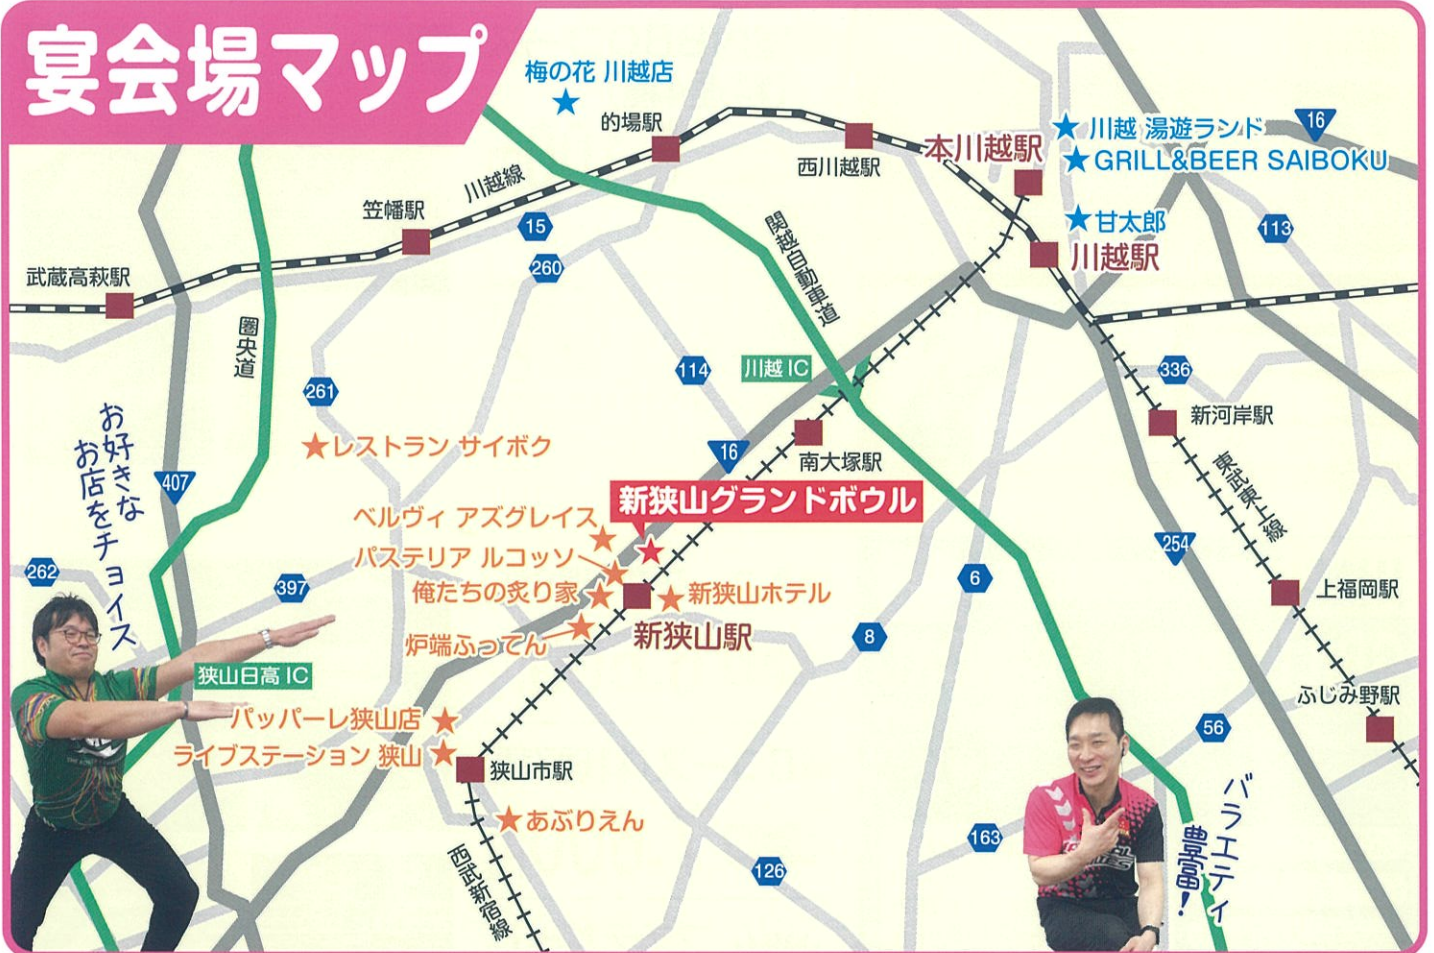 宴会場マップ
梅の花 川越店
的場駅
西川越駅
本川越駅
川越 湯遊ランド
GRILL&BEER SAIBOKU
16
甘太郎
113
川越駅
川越線
笠幡駅
15
260
武蔵高萩駅
圏央道
関越自動車道
261
114
川越 IC
336
新河岸駅
レストラン サイボク
16
南大塚駅
東武東上線
お好きな
お店をチョイス
407
新狭山グランドボウル
ベルヴィ アズグレイス
パステリア ルコッソ
俺たちの炙り家
新狭山ホテル
炉端ふってん
新狭山駅
254
上福岡駅
262
397
6
8
狭山日高 IC
パッパーレ狭山店
ライブステーション 狭山
狭山市駅
あぶりえん
西武新宿線
ふじみ野駅
56
163
126
バラエティ
豊富!